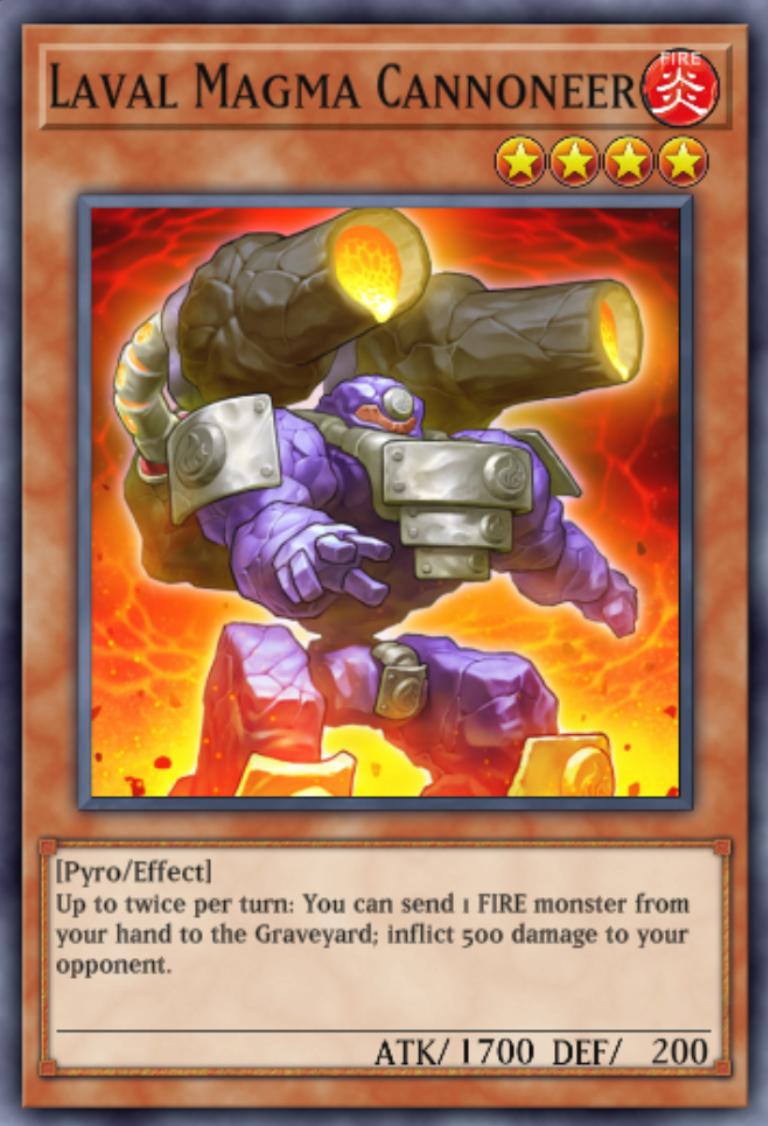 LAVAL MAGMA CANNONEER
FIRE
炎
[Pyro/Effect]
Up to twice per turn: You can send 1 FIRE monster from
your hand to the Graveyard; inflict 500 damage to your
opponent.
ATK/ 1700 DEF/ 200